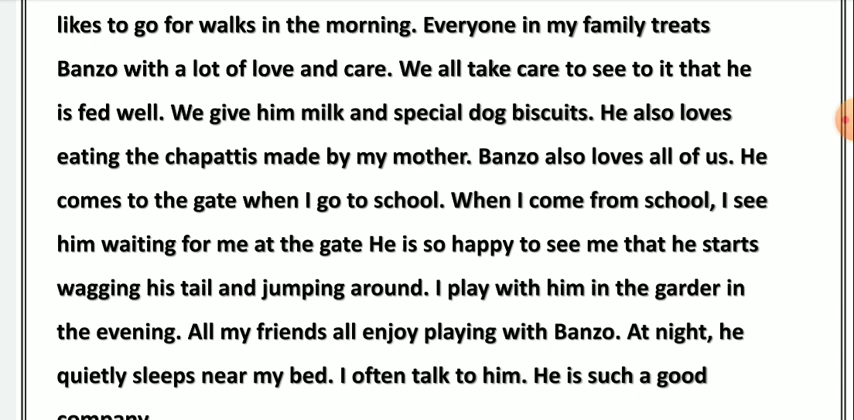 likes to go for walks in the morning. Everyone in my family treats
Banzo with a lot of love and care. We all take care to see to it that he
is fed well. We give him milk and special dog biscuits. He also loves
eating the chapattis made by my mother. Banzo also loves all of us. He
comes to the gate when I go to school. When I come from school, I see
him waiting for me at the gate He is so happy to see me that he starts
wagging his tail and jumping around. I play with him in the garder in
the evening. All my friends all enjoy playing with Banzo. At night, he
quietly sleeps near my bed. I often talk to him. He is such a good
company